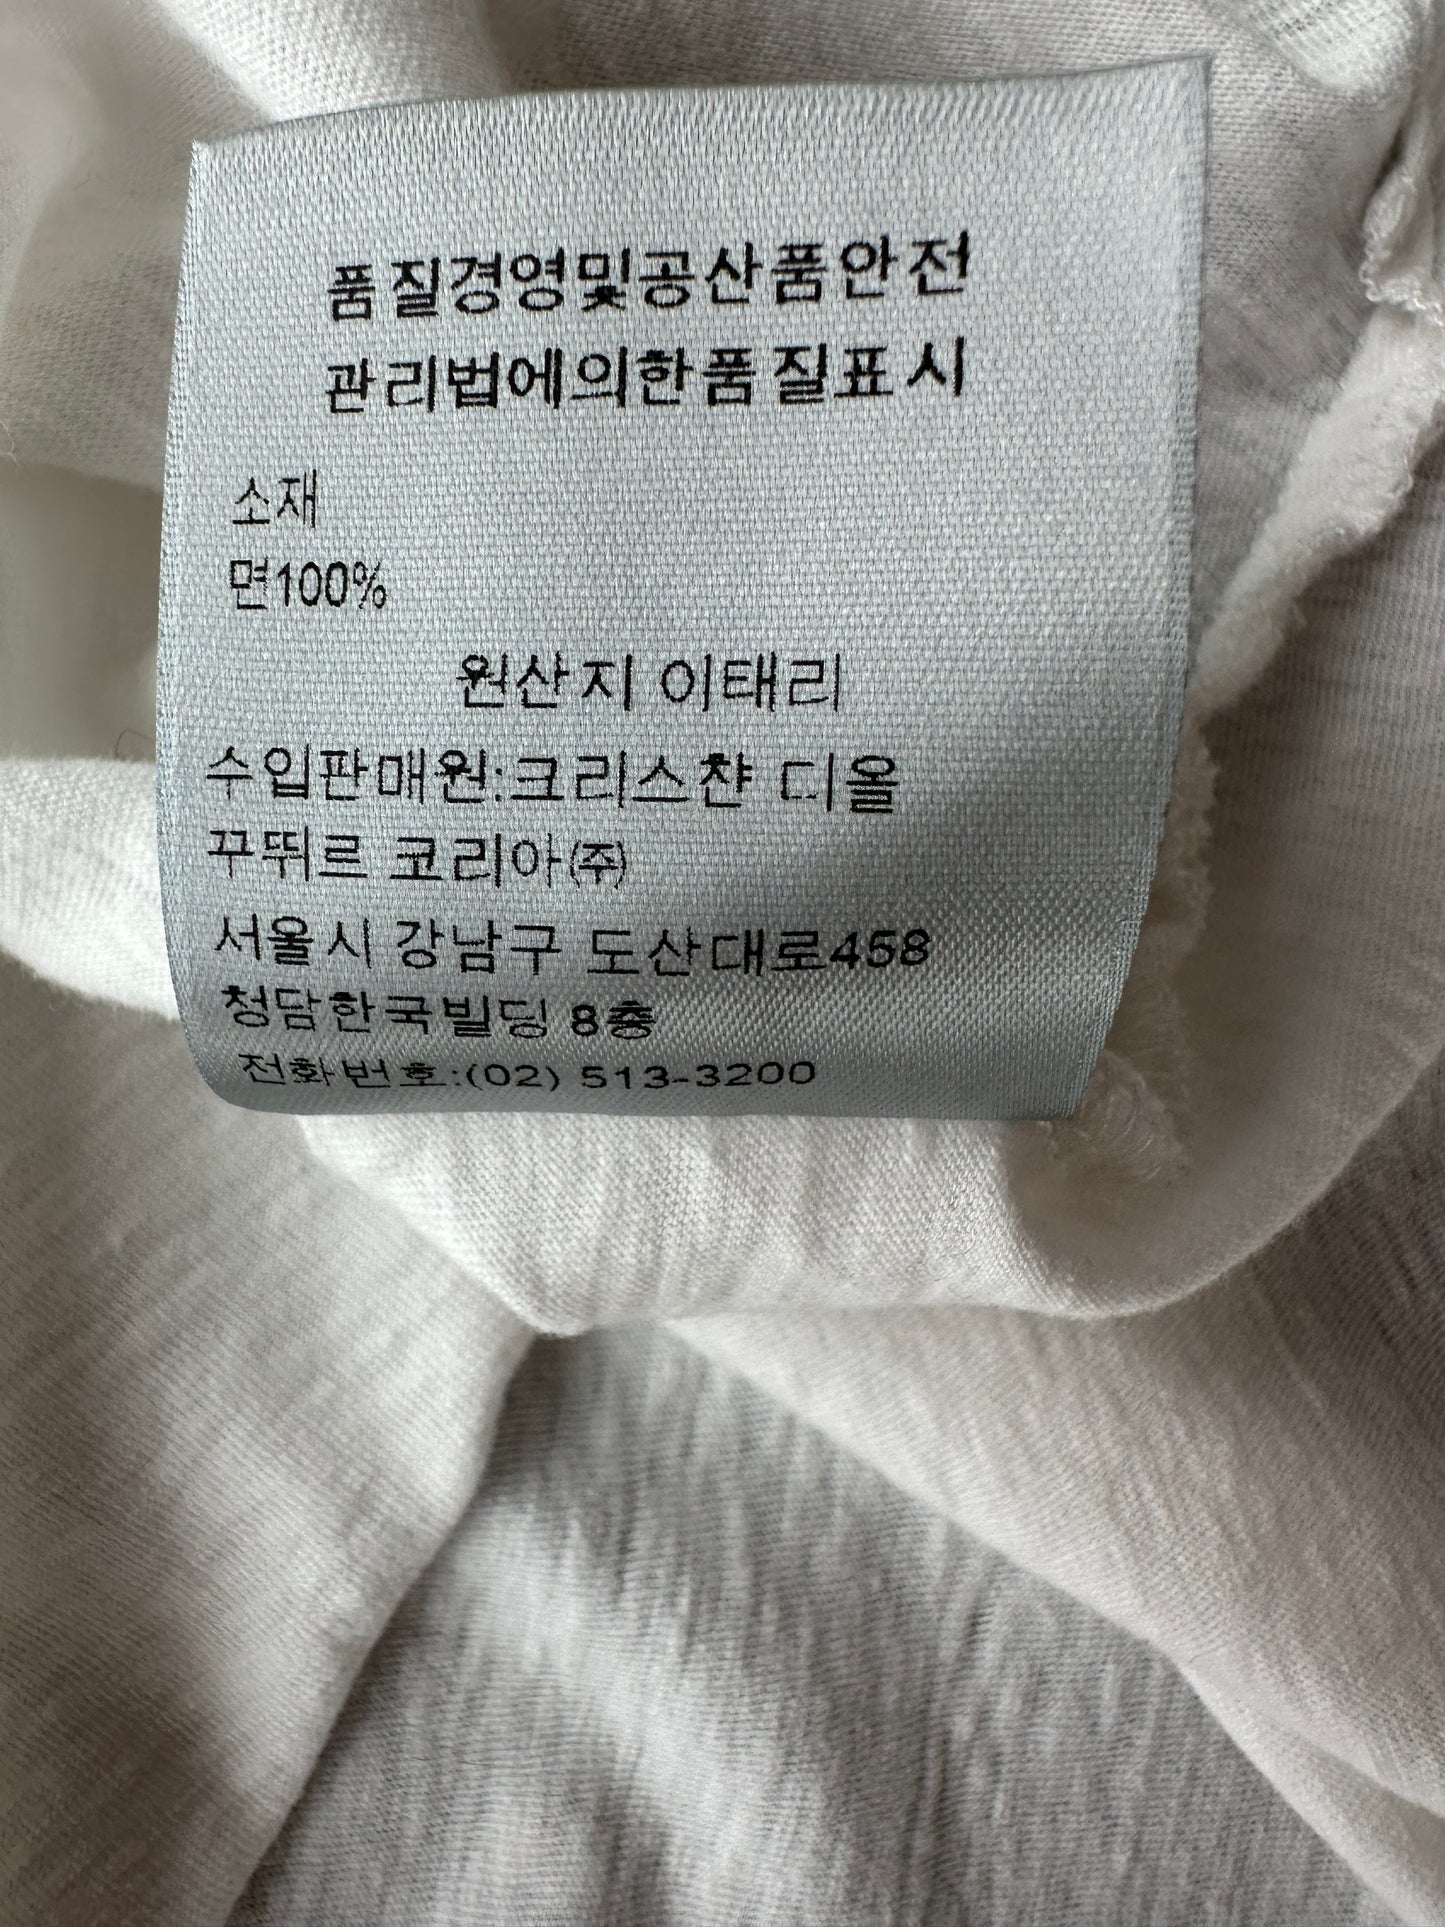 품질경영및공산품안전
관리법에의한품질표시
소재
면100%
원산지 이태리
수입판매원:크리스챤 디올
꾸뛰르 코리아(주)
서울시 강남구 도산대로458
청담한국빌딩 8층
전화번호:(02) 513-3200